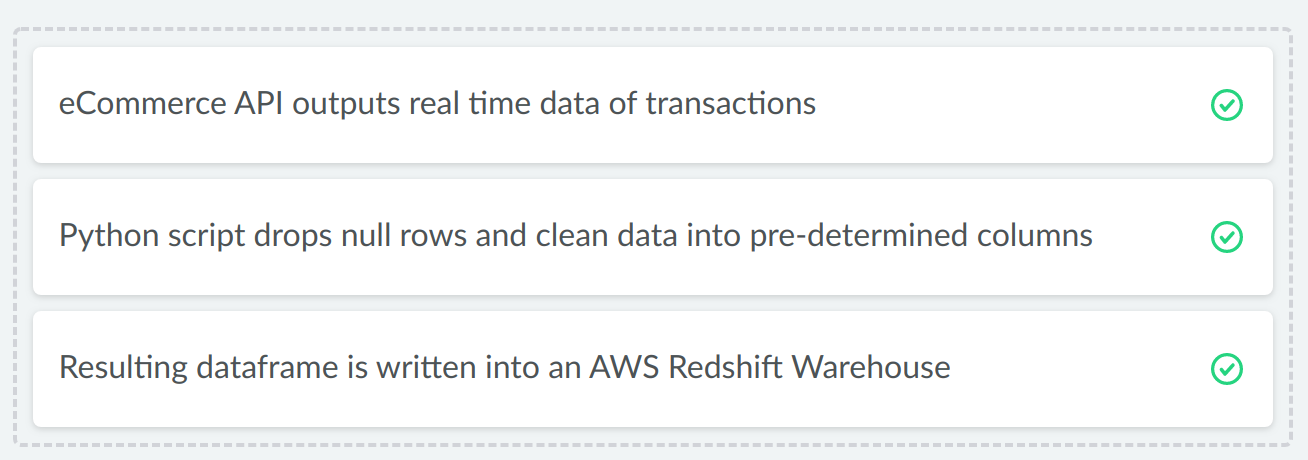 eCommerce API outputs real time data of transactions
Python script drops null rows and clean data into pre-determined columns
Resulting dataframe is written into an AWS Redshift Warehouse